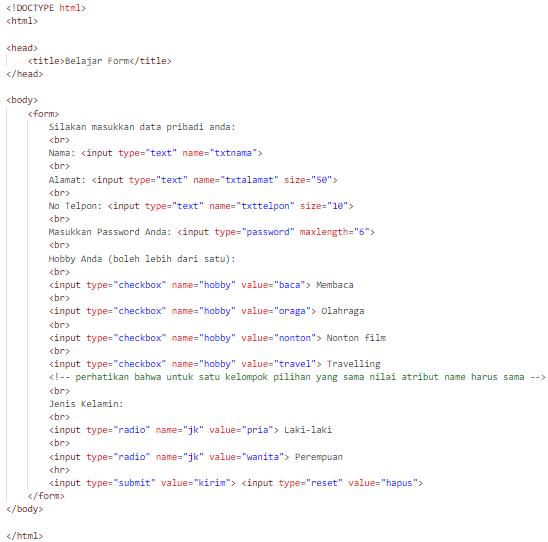 <!DOCTYPE html>
<html>
<head>
<title>Belajar Form</title>
</head>
<body>
<form>
Silakan masukkan data pribadi anda:
<br>
Nama: <input type="text" name="txtnama">
<br>
Alamat: <input type="text" name="txtalamat" size="50">
<br>
No Telpon: <input type="text" name="txttelpon" size="10">
<br>
Masukkan Password Anda: <input type="password" maxlength="6">
<br>
Hobby Anda (boleh lebih dari satu):
<br>
<input type="checkbox" name="hobby" value="baca"> Membaca
<br>
<input type="checkbox" name="hobby" value="oraga"> Olahraga
<br>
<input type="checkbox" name="hobby" value="nonton"> Nonton film
<br>
<input type="checkbox" name="hobby" value="travel"> Travelling
<!-- perhatikan bahwa untuk satu kelompok pilihan yang sama nilai atribut name harus sama -->
<br>
Jenis Kelamin:
<br>
<input type="radio" name="jk" value="pria"> Laki-laki
<br>
<input type="radio" name="jk" value="wanita"> Perempuan
<hr>
<input type="submit" value="kirim"> <input type="reset" value="hapus">
</form>
</body>
</html>